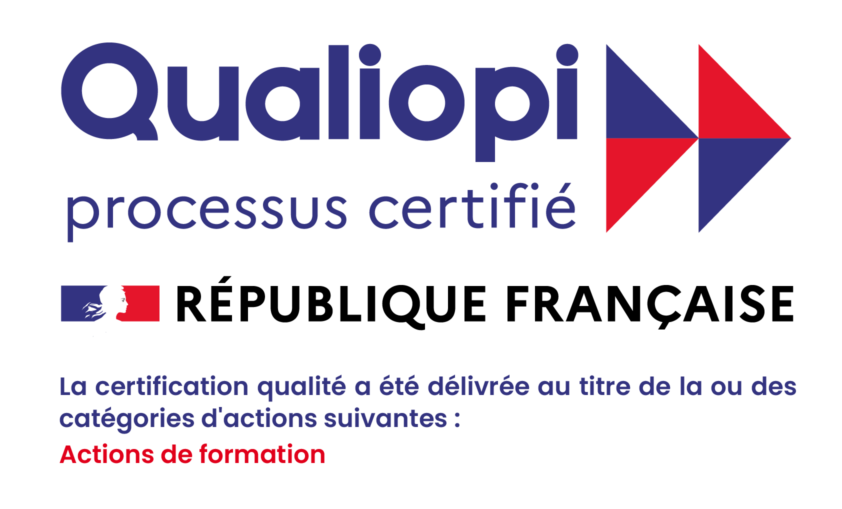 Qualiopi
processus certifié
RÉPUBLIQUE FRANÇAISE
La certification qualité a été délivrée au titre de la ou des
catégories d'actions suivantes :
Actions de formation